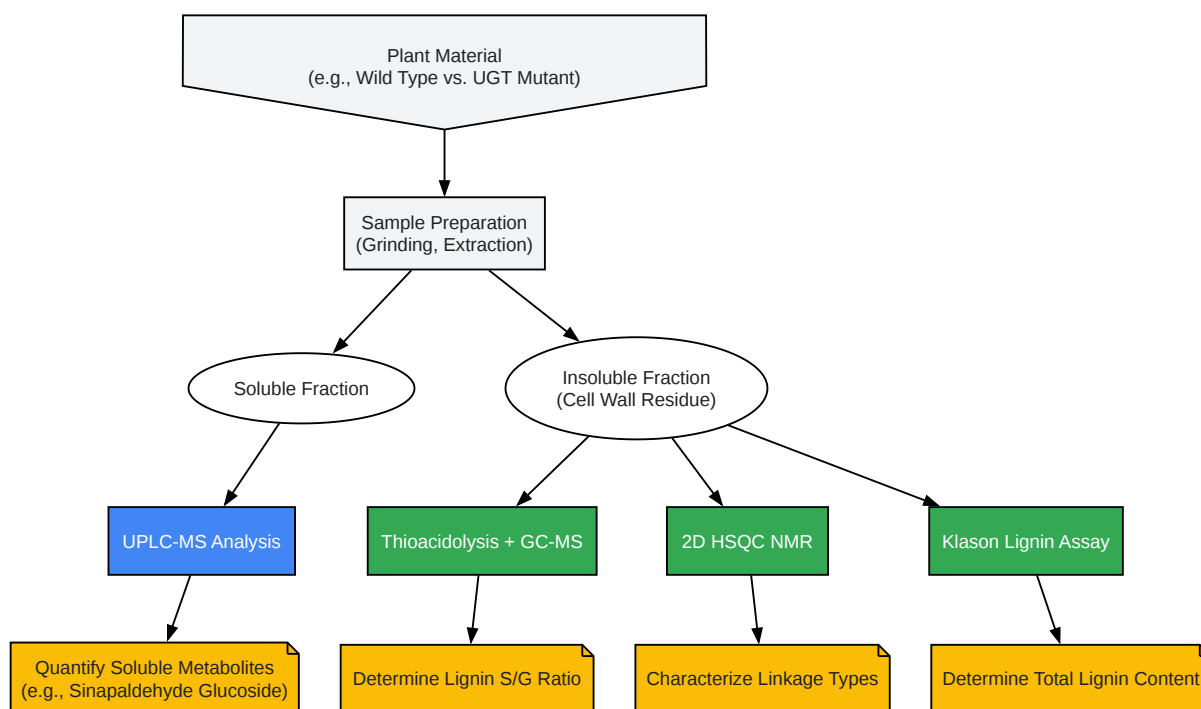 Plant Material
(e.g., Wild Type vs. UGT Mutant)
Sample Preparation
(Grinding, Extraction)
Soluble Fraction
Insoluble Fraction
(Cell Wall Residue)
UPLC-MS Analysis
Thioacidolysis + GC-MS
2D HSQC NMR
Klason Lignin Assay
Quantify Soluble Metabolites
(e.g., Sinapaldehyde Glucoside)
Determine Lignin S/G Ratio
Characterize Linkage Types
Determine Total Lignin Content